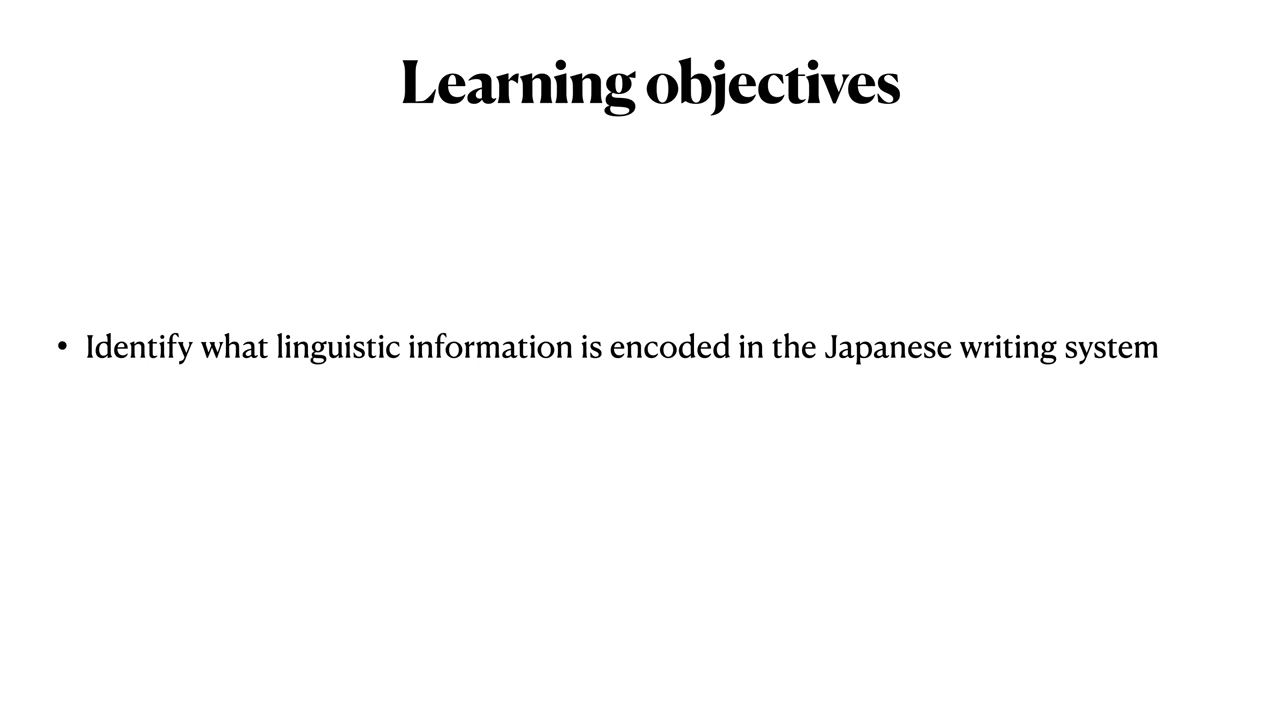 Learning objectives
• Identify what linguistic information is encoded in the Japanese writing system